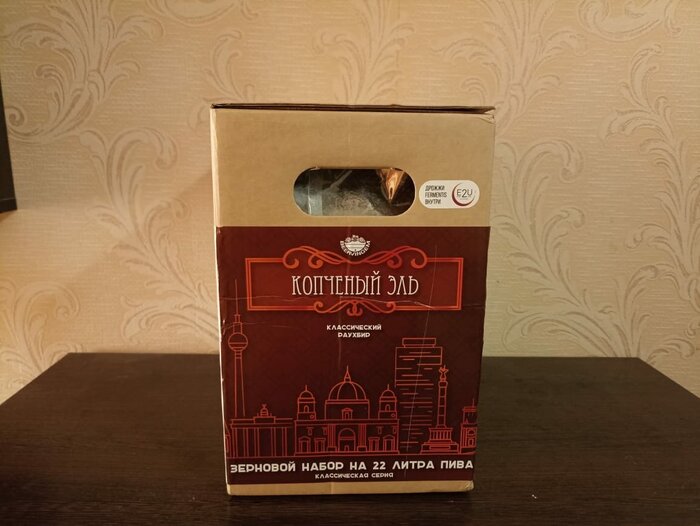 ДРОЖЖИ
FERMENTIS
ВНУТРИ
E2U
КОПЧЕНЫЙ ЭЛЬ
КЛАССИЧЕСКИЙ
РАУХБИР
ЗЕРНОВОЙ НАБОР НА 22 ЛИТРА ПИВА
КЛАССИЧЕСКАЯ СЕРИЯ